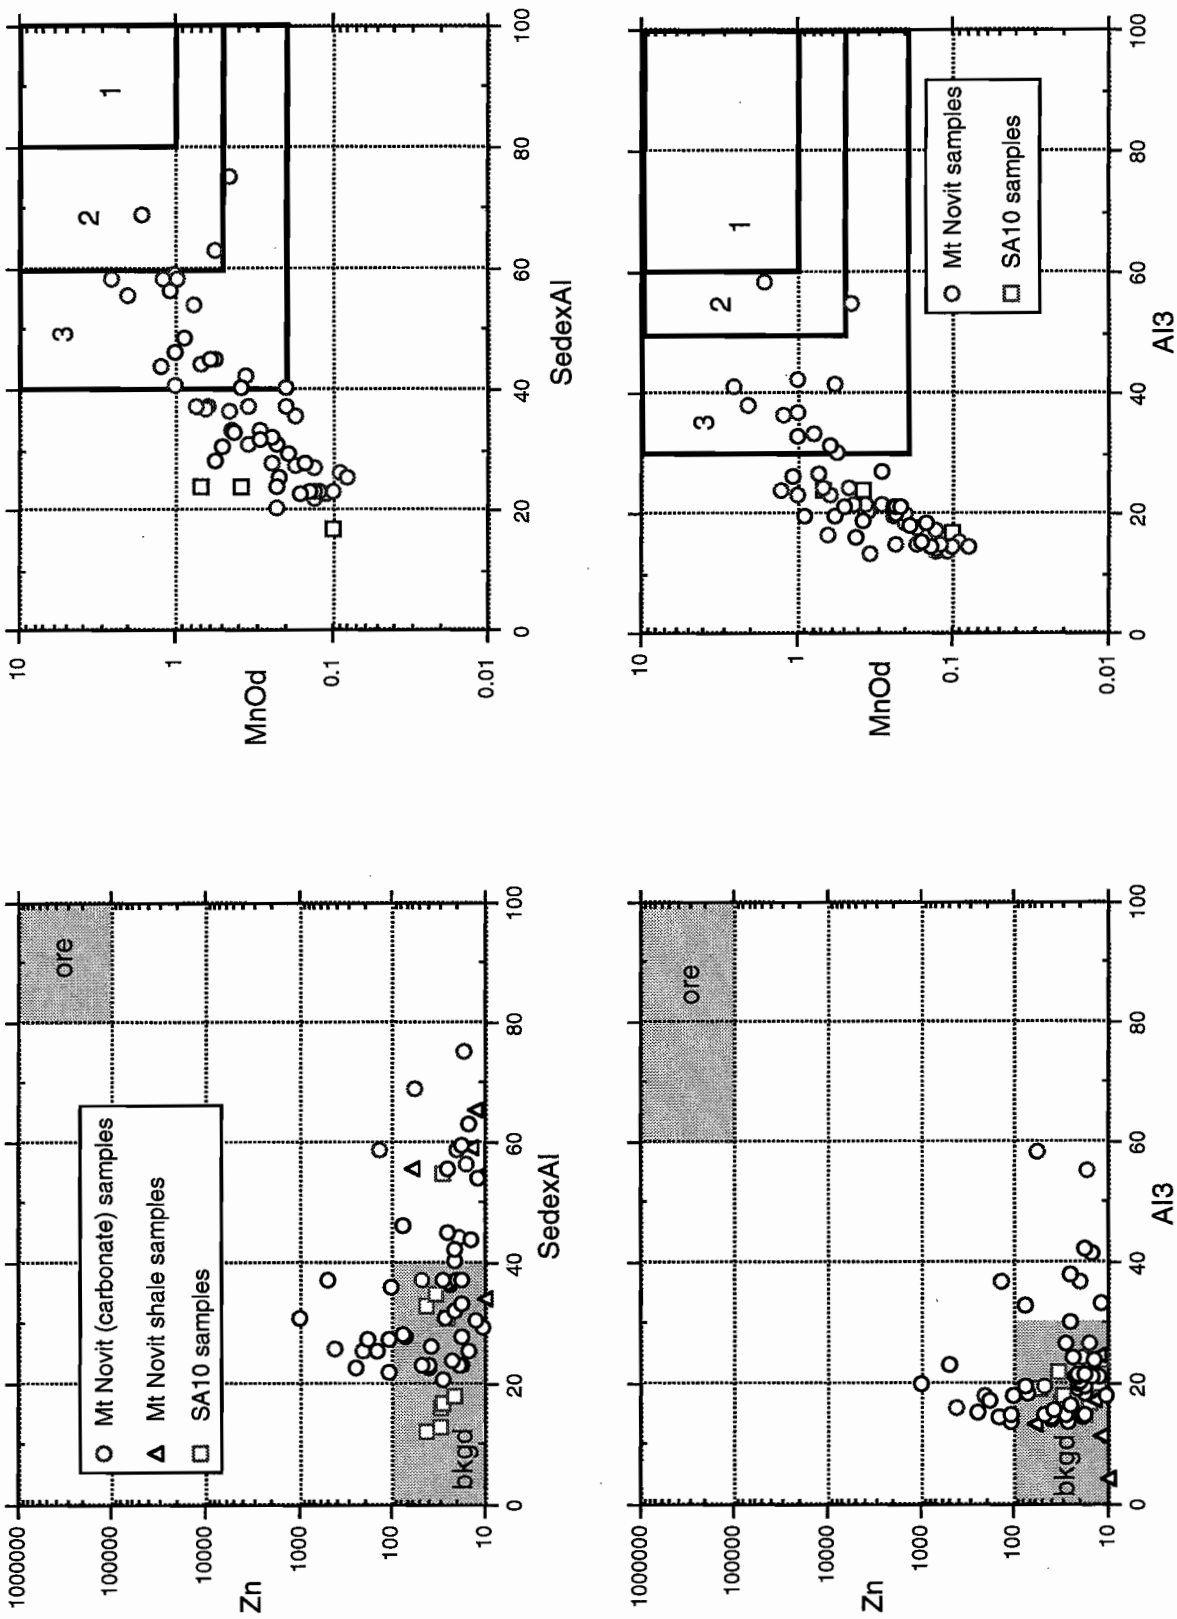 1000000
100000
10000
1000
100
10
Zn
ore
bkgd
○ Mt Novit (carbonate) samples
△ Mt Novit shale samples
□ SA10 samples
0 20 40 60 80 100
SedexAI
10
1
0.1
0.01
MnOd
3 2 1
0 20 40 60 80 100
SedexAI
1000000
100000
10000
1000
100
10
Zn
ore
bkgd
0 20 40 60 80 100
AI3
10
1
0.1
0.01
MnOd
3 2 1
○ Mt Novit samples
□ SA10 samples
0 20 40 60 80 100
AI3